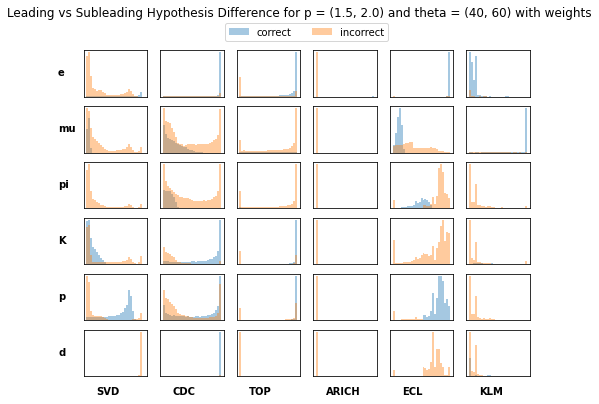 Leading vs Subleading Hypothesis Difference for p = (1.5, 2.0) and theta = (40, 60) with weights
correct incorrect
e
mu
pi
K
p
d
SVD CDC TOP ARICH ECL KLM